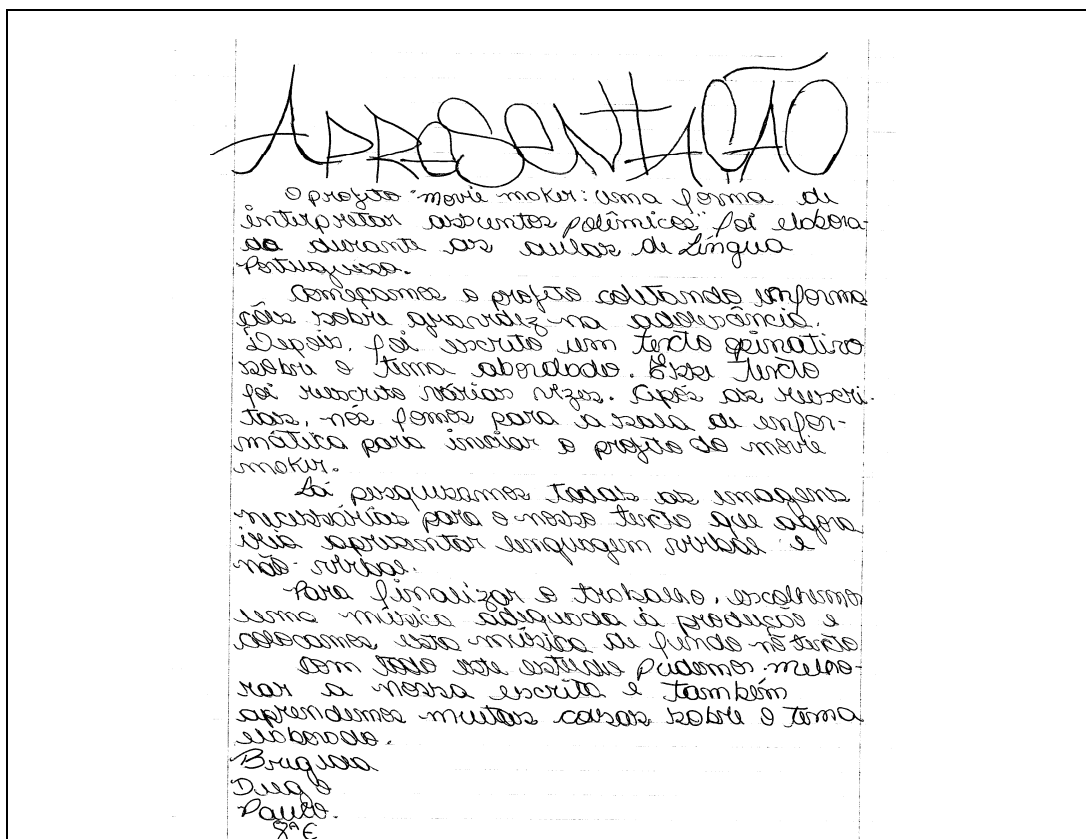 APRESENTAÇÃO
O projeto "movie maker: uma forma de
interpretar assuntos polêmicos" foi elabora-
do durante as aulas de Língua
Portuguesa.
Começamos o projeto coletando informa
ções sobre gravidez na adolescência.
Depois, foi escrito um texto opinativo
sobre o tema abordado. Esse texto
foi reescrito várias vezes. Após as reescri-
tas, nós fomos para a sala de infor-
mática para iniciar o projeto do movie
maker.
Lá pesquisamos todas as imagens
necessárias para o nosso texto que agora
iria apresentar linguagem verbal e
não-verbal.
Para finalizar o trabalho, escolhemos
uma música adequada à produção e
colocamos esta música de fundo no texto
Com todo este estudo pudemos melho-
rar a nossa escrita e também
aprendemos muitas coisas sobre o tema
elaborado.
Brigida
Diego
Paulo.
8ª E